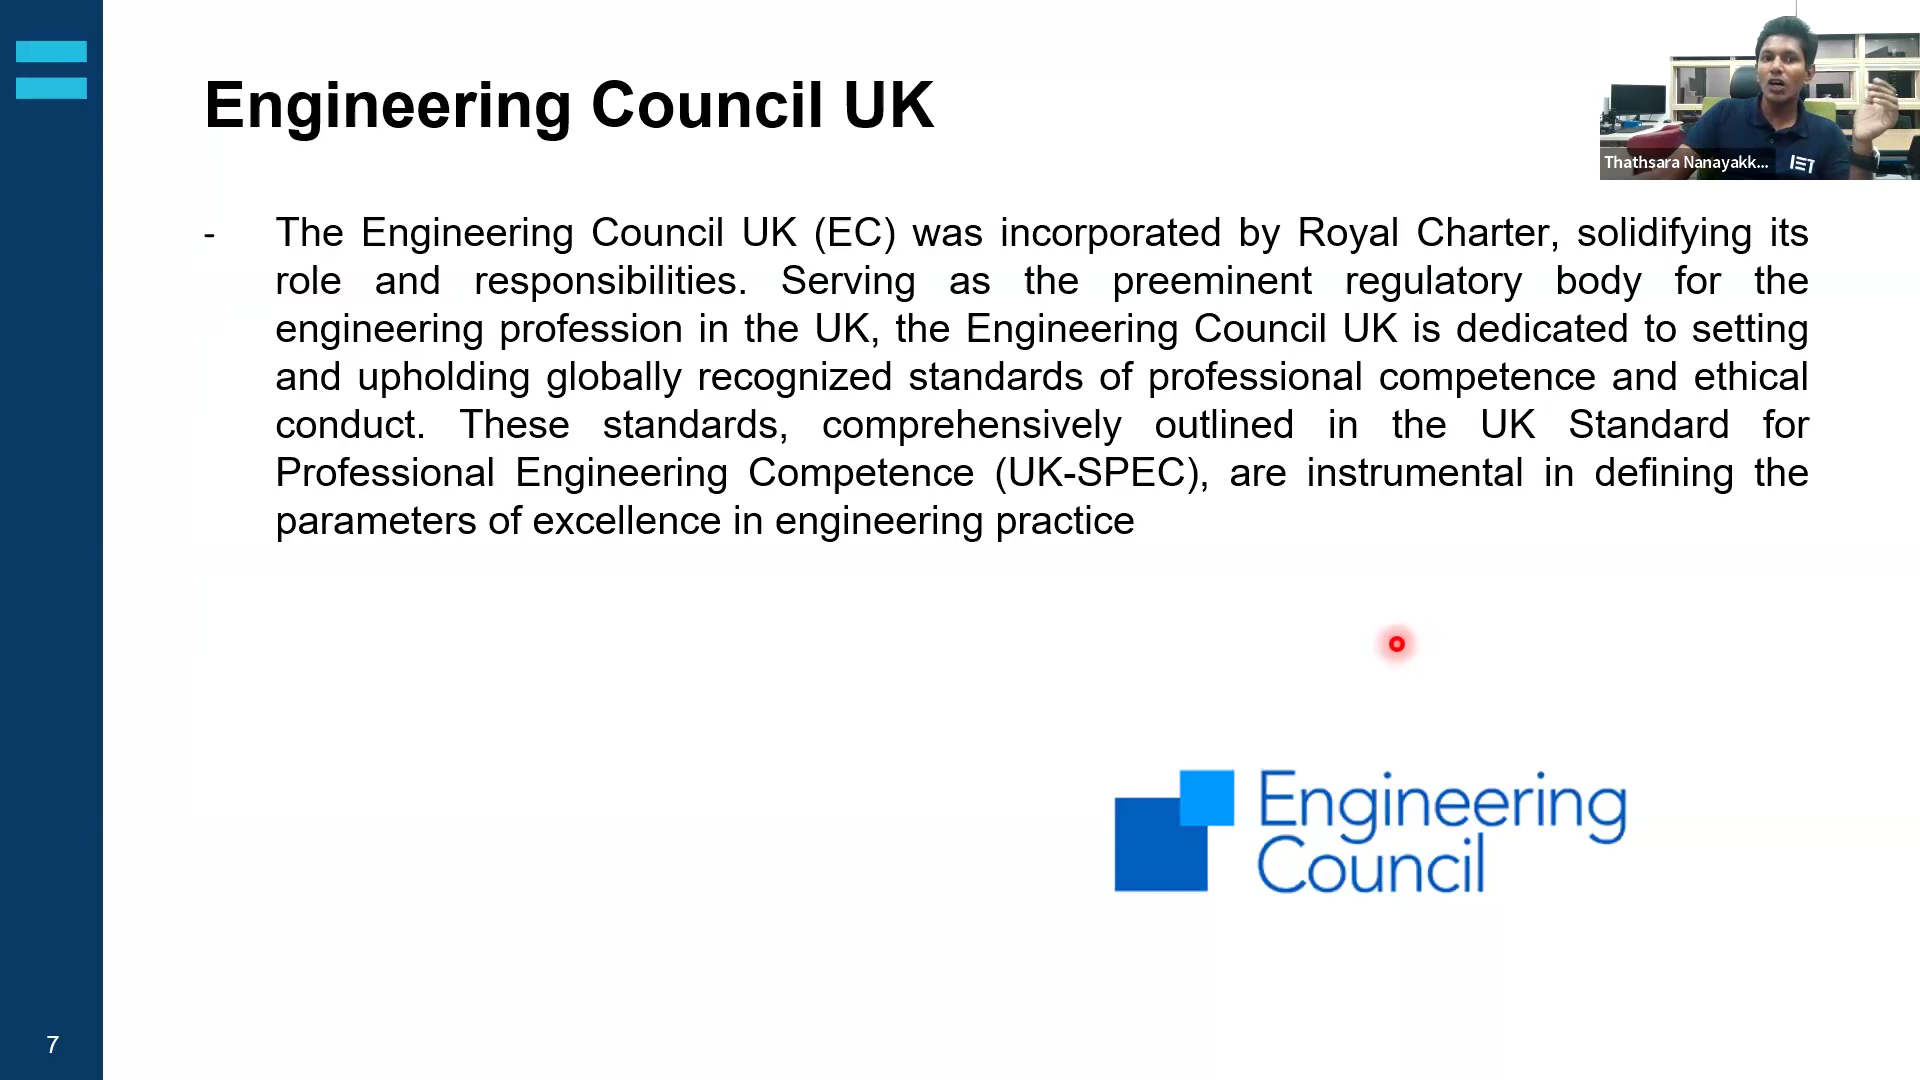 Engineering Council UK
Thathsara Nanayakk...
IET
- The Engineering Council UK (EC) was incorporated by Royal Charter, solidifying its
role and responsibilities. Serving as the preeminent regulatory body for the
engineering profession in the UK, the Engineering Council UK is dedicated to setting
and upholding globally recognized standards of professional competence and ethical
conduct. These standards, comprehensively outlined in the UK Standard for
Professional Engineering Competence (UK-SPEC), are instrumental in defining the
parameters of excellence in engineering practice
Engineering
Council
7